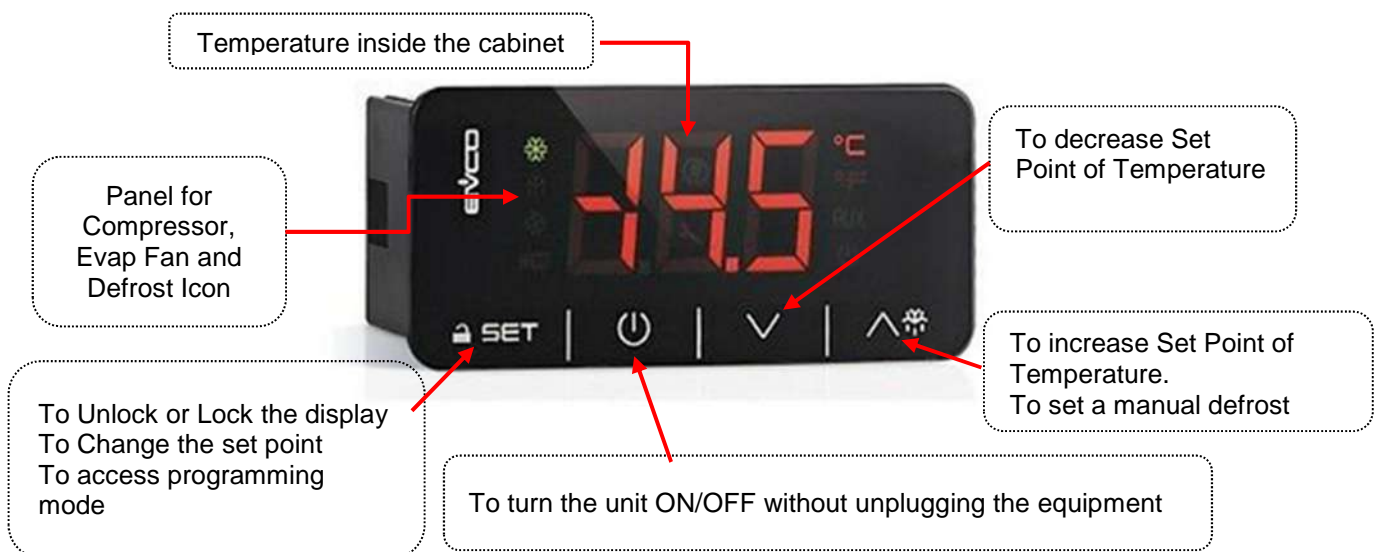 Temperature inside the cabinet
To decrease Set
Point of Temperature
Panel for
Compressor,
Evap Fan and
Defrost Icon
EVCO
-14.5
°C
°F
AUX
SET
To increase Set Point of
Temperature.
To set a manual defrost
To Unlock or Lock the display
To Change the set point
To access programming
mode
To turn the unit ON/OFF without unplugging the equipment